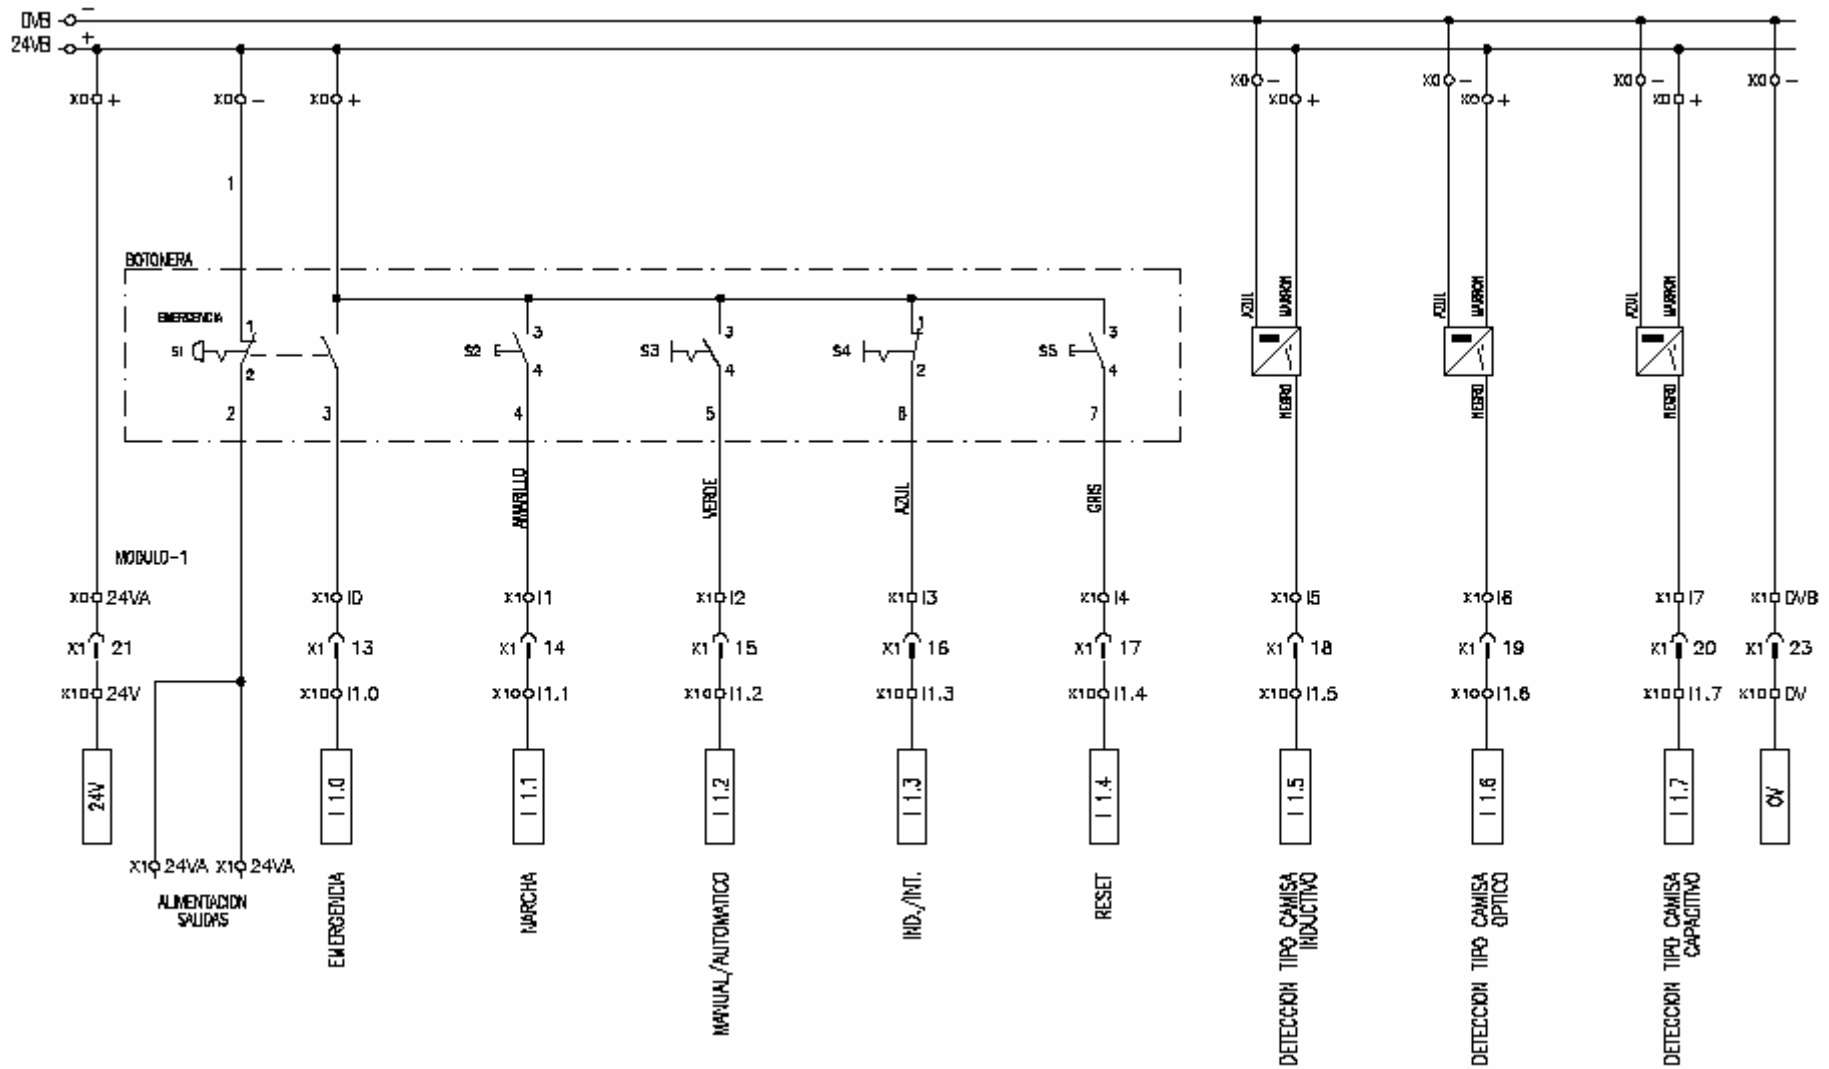 0VB −
24VB +
X0 + X0 − X0 +
X0 − X0 − X0 − X0 −
X0 + X0 + X0 +
1
BOTONERA
EMERGENCIA
AZUL MARRON AZUL MARRON AZUL MARRON
S1 1 2
S2 3 4
S3 3 4
S4 1 2
S5 3 4
2 3 4 5 6 7
NEGRO NEGRO NEGRO
AMARILLO VERDE AZUL GRIS
MODULO-1
X0 24VA X1 I0 X1 I1 X1 I2 X1 I3 X1 I4 X1 I5 X1 I6 X1 I7 X1 0VB
X1 21 X1 13 X1 14 X1 15 X1 16 X1 17 X1 18 X1 19 X1 20 X1 23
X10 24V X10 I1.0 X10 I1.1 X10 I1.2 X10 I1.3 X10 I1.4 X10 I1.5 X10 I1.6 X10 I1.7 X10 0V
24V I 1.0 I 1.1 I 1.2 I 1.3 I 1.4 I 1.5 I 1.6 I 1.7 0V
X1 24VA X1 24VA
ALIMENTACION
SALIDAS
EMERGENCIA
MARCHA
MANUAL/AUTOMATICO
IND./INT.
RESET
DETECCION TIPO CAMISA
INDUCTIVO
DETECCION TIPO CAMISA
OPTICO
DETECCION TIPO CAMISA
CAPACITIVO